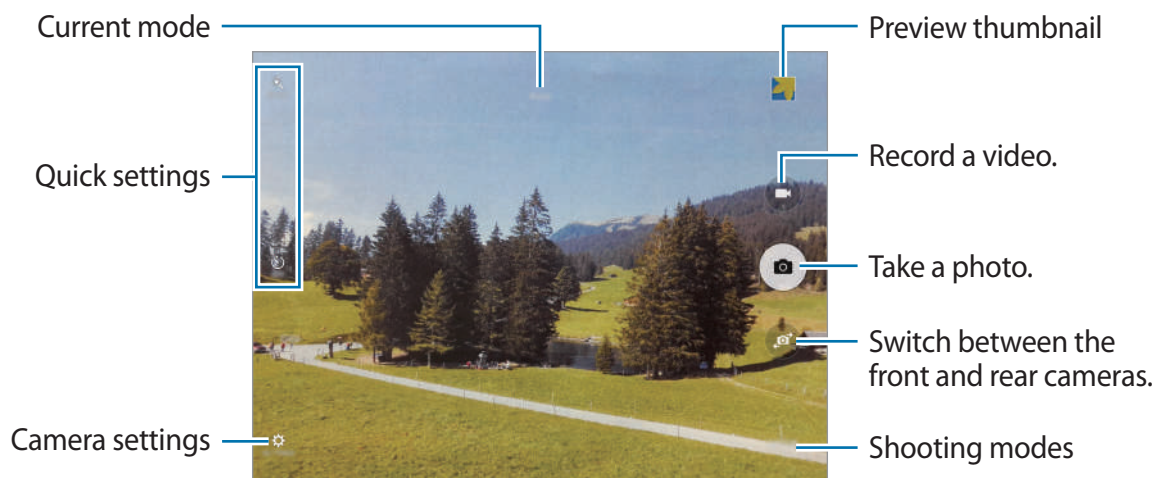 Current mode
Preview thumbnail
Quick settings
Record a video.
Take a photo.
Switch between the
front and rear cameras.
Camera settings
Shooting modes